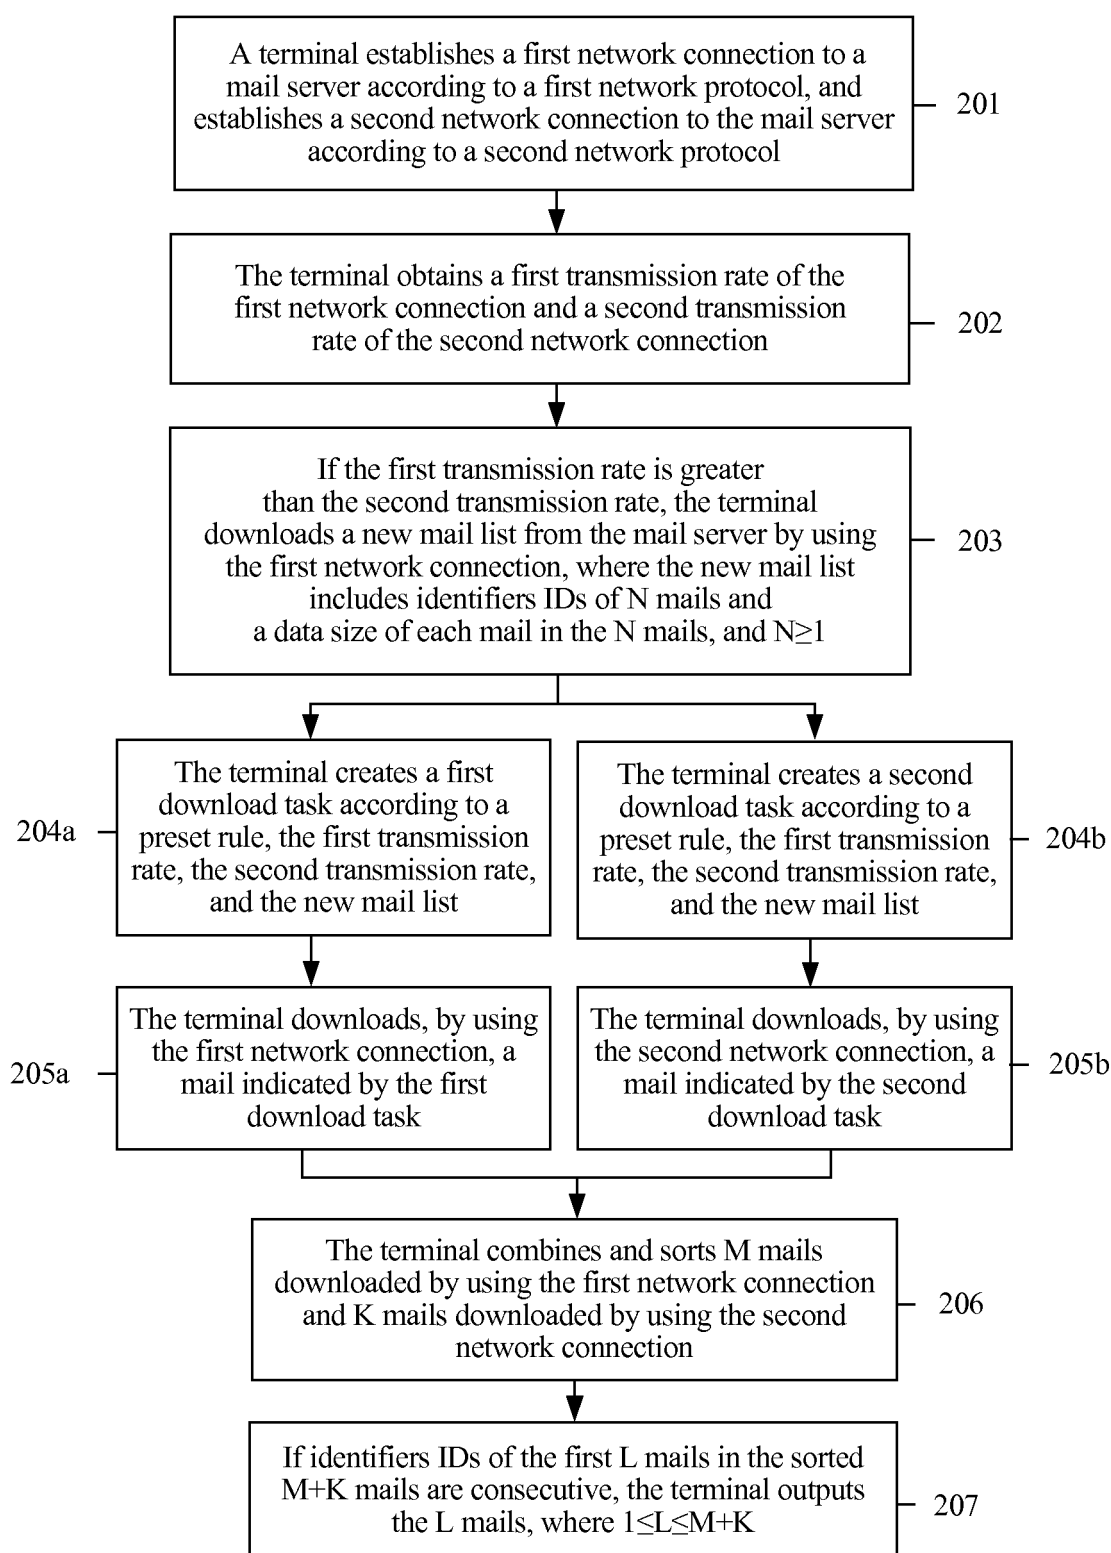 A terminal establishes a first network connection to a
mail server according to a first network protocol, and
establishes a second network connection to the mail server
according to a second network protocol
201
The terminal obtains a first transmission rate of the
first network connection and a second transmission
rate of the second network connection
202
If the first transmission rate is greater
than the second transmission rate, the terminal
downloads a new mail list from the mail server by using
the first network connection, where the new mail list
includes identifiers IDs of N mails and
a data size of each mail in the N mails, and N≥1
203
204a
The terminal creates a first
download task according to a
preset rule, the first transmission
rate, the second transmission rate,
and the new mail list
The terminal creates a second
download task according to a
preset rule, the first transmission
rate, the second transmission rate,
and the new mail list
204b
205a
The terminal downloads, by using
the first network connection, a
mail indicated by the first
download task
The terminal downloads, by using
the second network connection, a
mail indicated by the second
download task
205b
The terminal combines and sorts M mails
downloaded by using the first network connection
and K mails downloaded by using the second
network connection
206
If identifiers IDs of the first L mails in the sorted
M+K mails are consecutive, the terminal outputs
the L mails, where 1≤L≤M+K
207